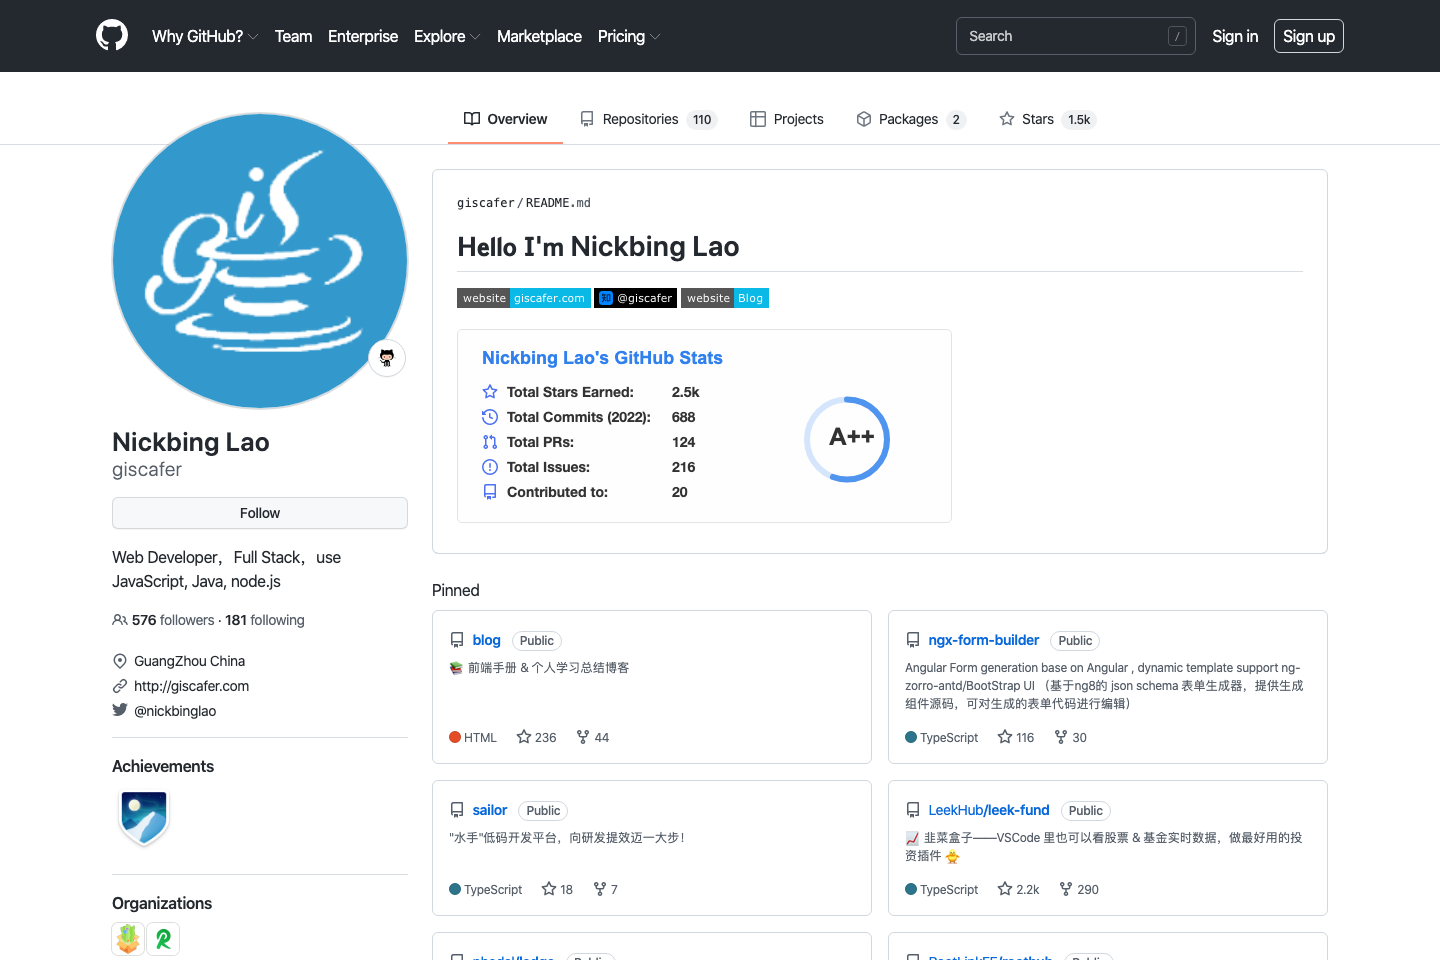 Why GitHub?
Team
Enterprise
Explore
Marketplace
Pricing
Search
/
Sign in
Sign up
Overview
Repositories 110
Projects
Packages 2
Stars 1.5k
Nickbing Lao
giscafer
Follow
Web Developer，Full Stack，use
JavaScript, Java, node.js
576 followers · 181 following
GuangZhou China
http://giscafer.com
@nickbinglao
Achievements
Organizations
giscafer/README.md
Hello I'm Nickbing Lao
website giscafer.com
知 @giscafer
website Blog
Nickbing Lao's GitHub Stats
Total Stars Earned: 2.5k
Total Commits (2022): 688
Total PRs: 124
Total Issues: 216
Contributed to: 20
A++
Pinned
blog Public
📚 前端手册 & 个人学习总结博客
HTML 236 44
ngx-form-builder Public
Angular Form generation base on Angular , dynamic template support ng-
zorro-antd/BootStrap UI （基于ng8的 json schema 表单生成器，提供生成
组件源码，可对生成的表单代码进行编辑）
TypeScript 116 30
sailor Public
"水手"低码开发平台，向研发提效迈一大步！
TypeScript 18 7
LeekHub/leek-fund Public
📈 韭菜盒子——VSCode 里也可以看股票 & 基金实时数据，做最好用的投
资插件 🐥
TypeScript 2.2k 290